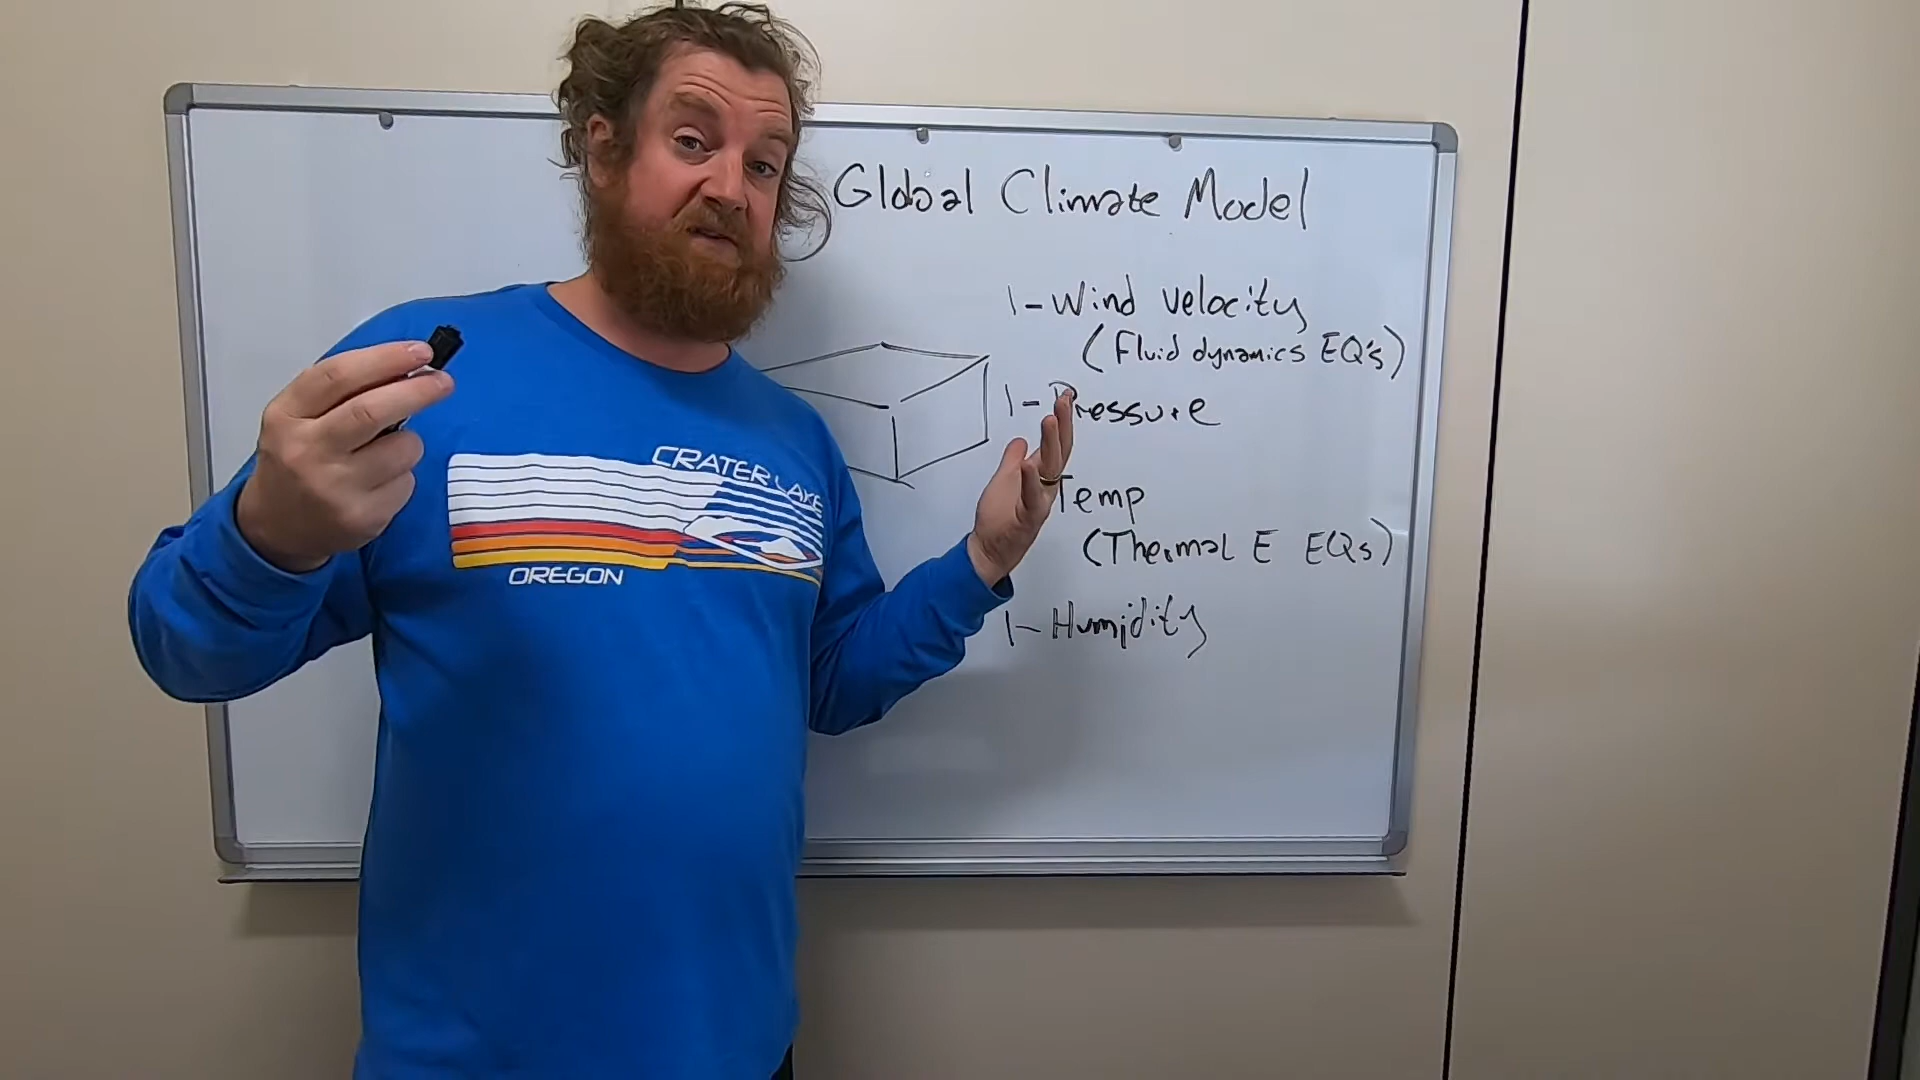 Global Climate Model
1-Wind velocity
(Fluid dynamics EQ's)
1-Pressure
Temp
(Thermal E EQs)
1-Humidity
CRATER LAKE
OREGON